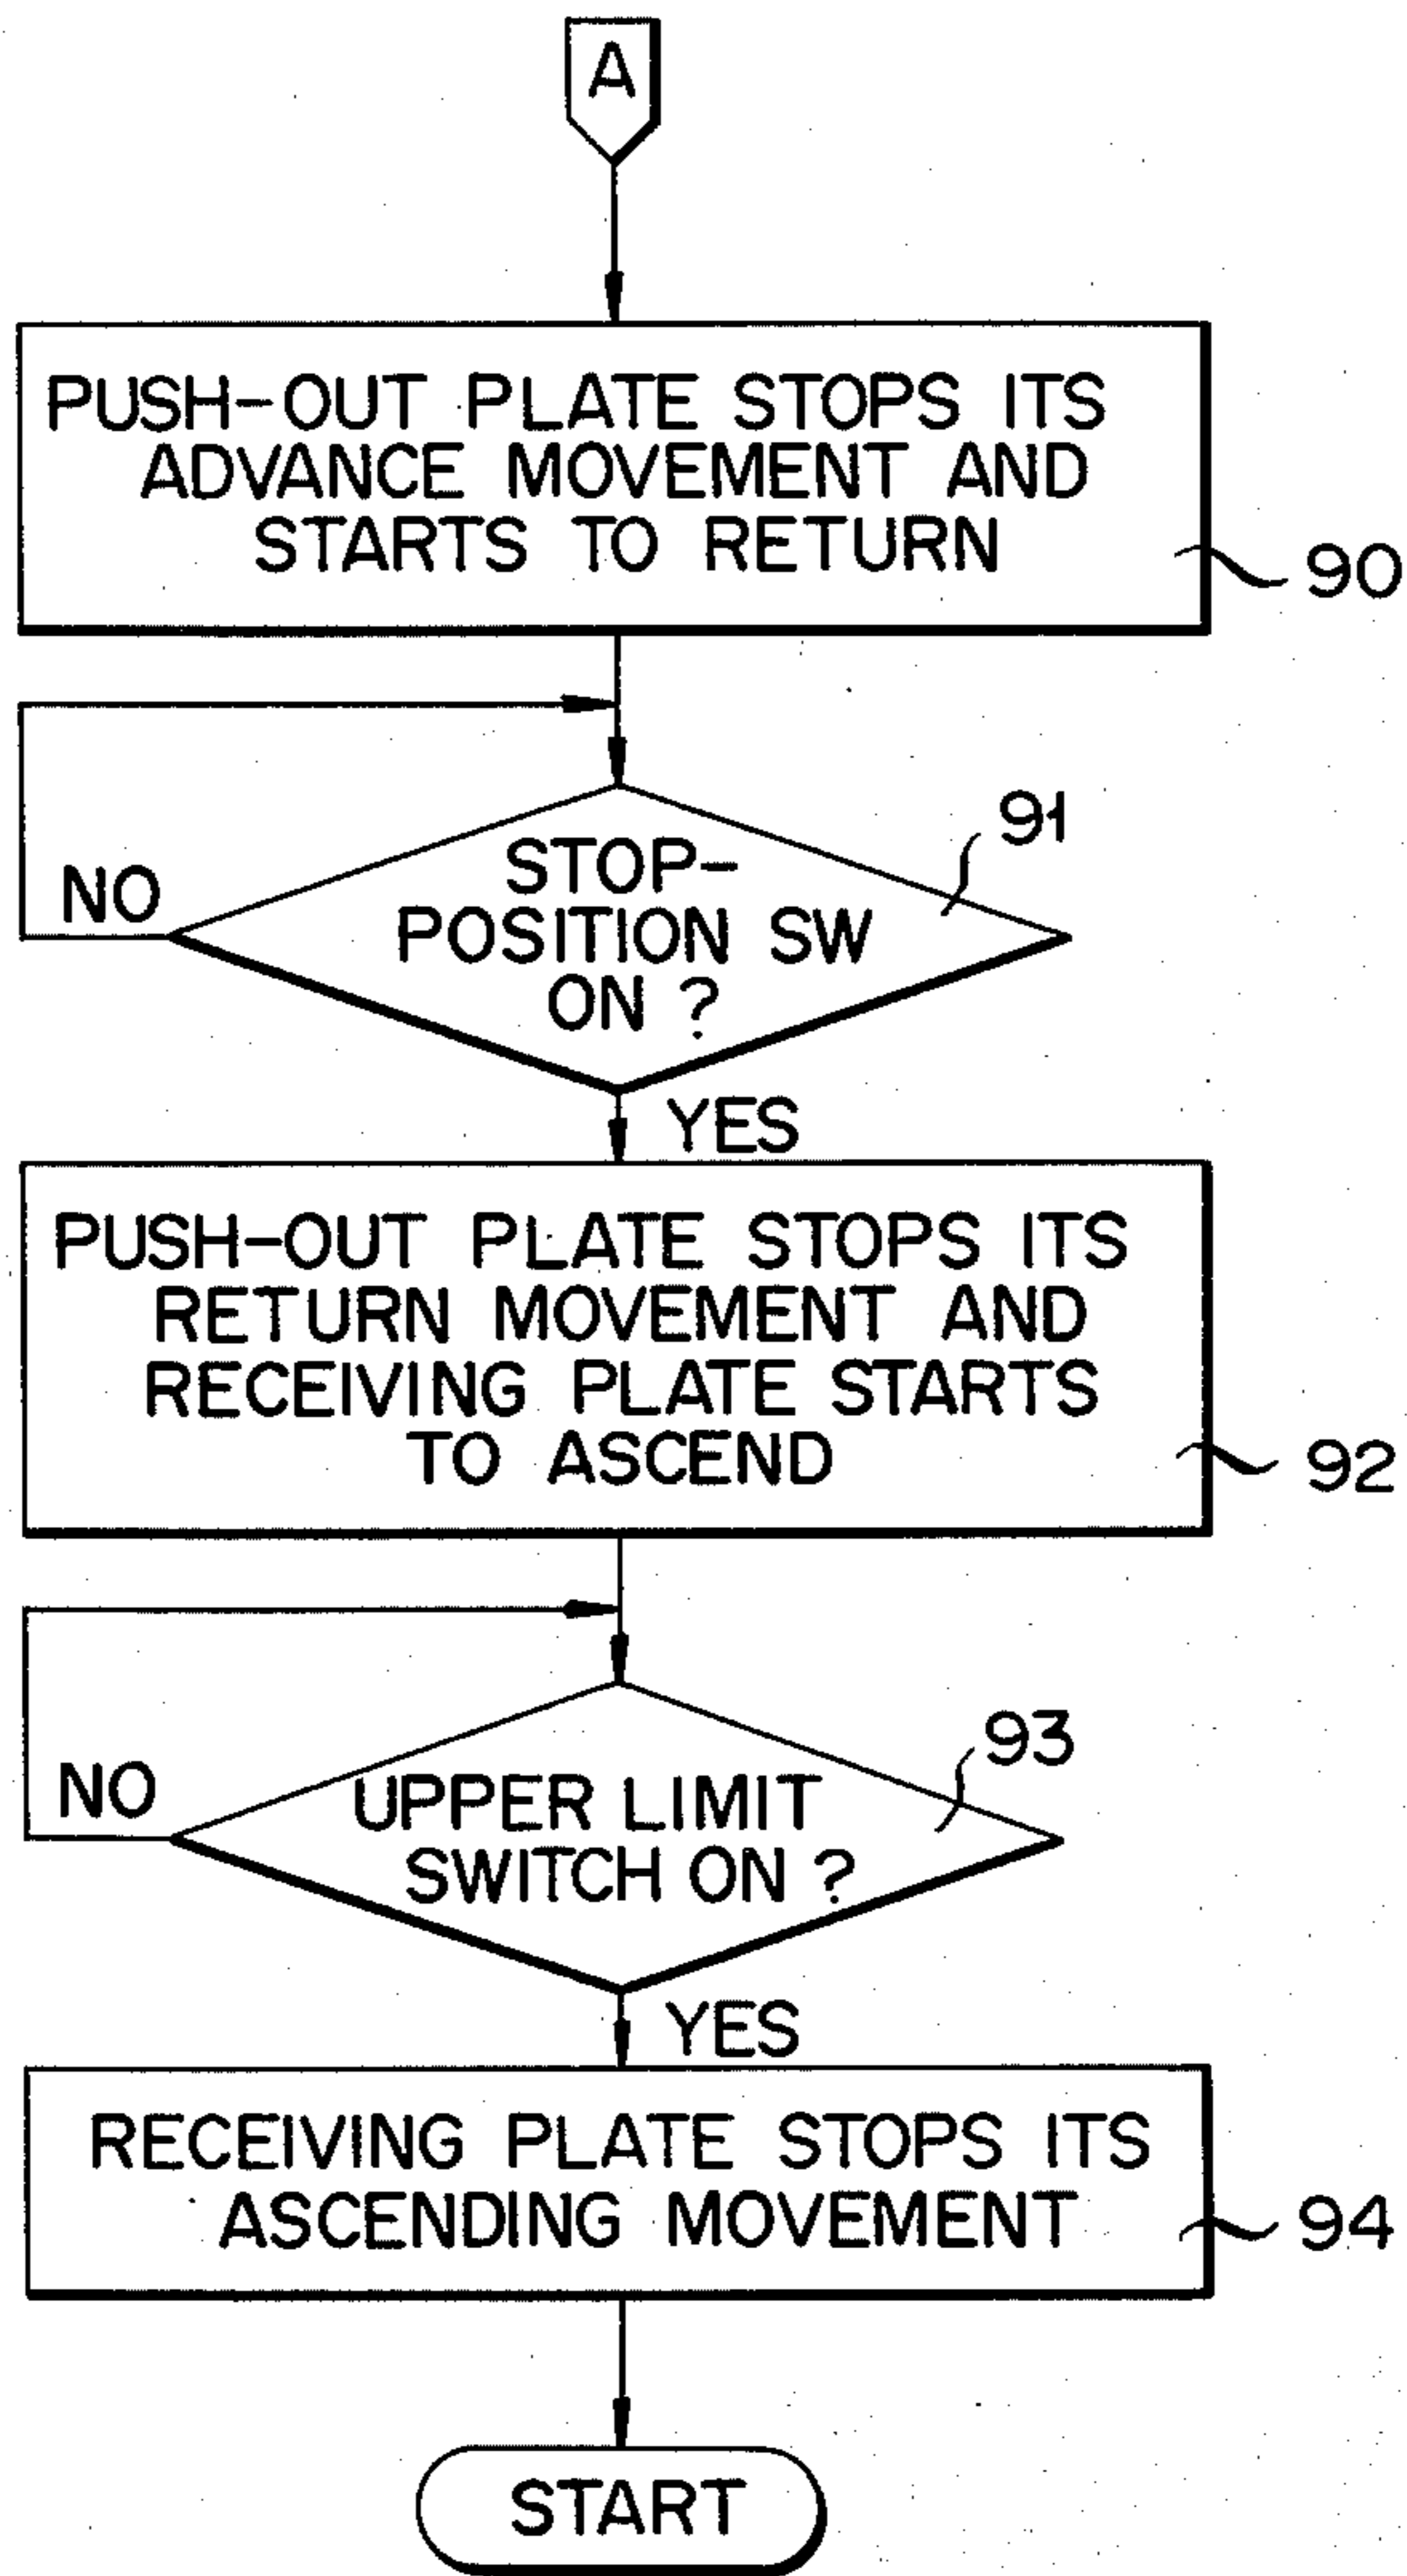 A
PUSH-OUT PLATE STOPS ITS
ADVANCE MOVEMENT AND
STARTS TO RETURN
90
91
STOP-
POSITION SW
ON ?
NO
YES
PUSH-OUT PLATE STOPS ITS
RETURN MOVEMENT AND
RECEIVING PLATE STARTS
TO ASCEND
92
93
UPPER LIMIT
SWITCH ON ?
NO
YES
RECEIVING PLATE STOPS ITS
ASCENDING MOVEMENT
94
START